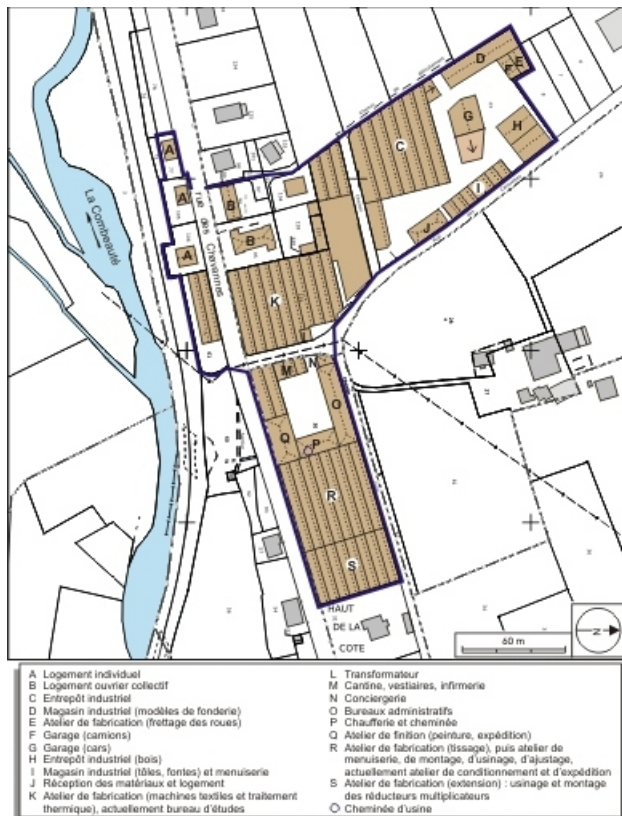 D
E
F
G
C
H
I
J
A
A
B
La Combeauté
rue des Chavannes
B
A
K
M
N
O
Q
P
R
S
HAUT
DE LA
COTE
N
60 m
A Logement individuel
B Logement ouvrier collectif
C Entrepôt industriel
D Magasin industriel (modèles de fonderie)
E Atelier de fabrication (frettage des roues)
F Garage (camions)
G Garage (cars)
H Entrepôt industriel (bois)
I Magasin industriel (tôles, fontes) et menuiserie
J Réception des matériaux et logement
K Atelier de fabrication (machines textiles et traitement
thermique), actuellement bureau d'études
L Transformateur
M Cantine, vestiaires, infirmerie
N Conciergerie
O Bureaux administratifs
P Chaufferie et cheminée
Q Atelier de finition (peinture, expédition)
R Atelier de fabrication (tissage), puis atelier de
menuiserie, de montage, d'usinage, d'ajustage,
actuellement atelier de conditionnement et d'expédition
S Atelier de fabrication (extension) : usinage et montage
des réducteurs multiplicateurs
Cheminée d'usine